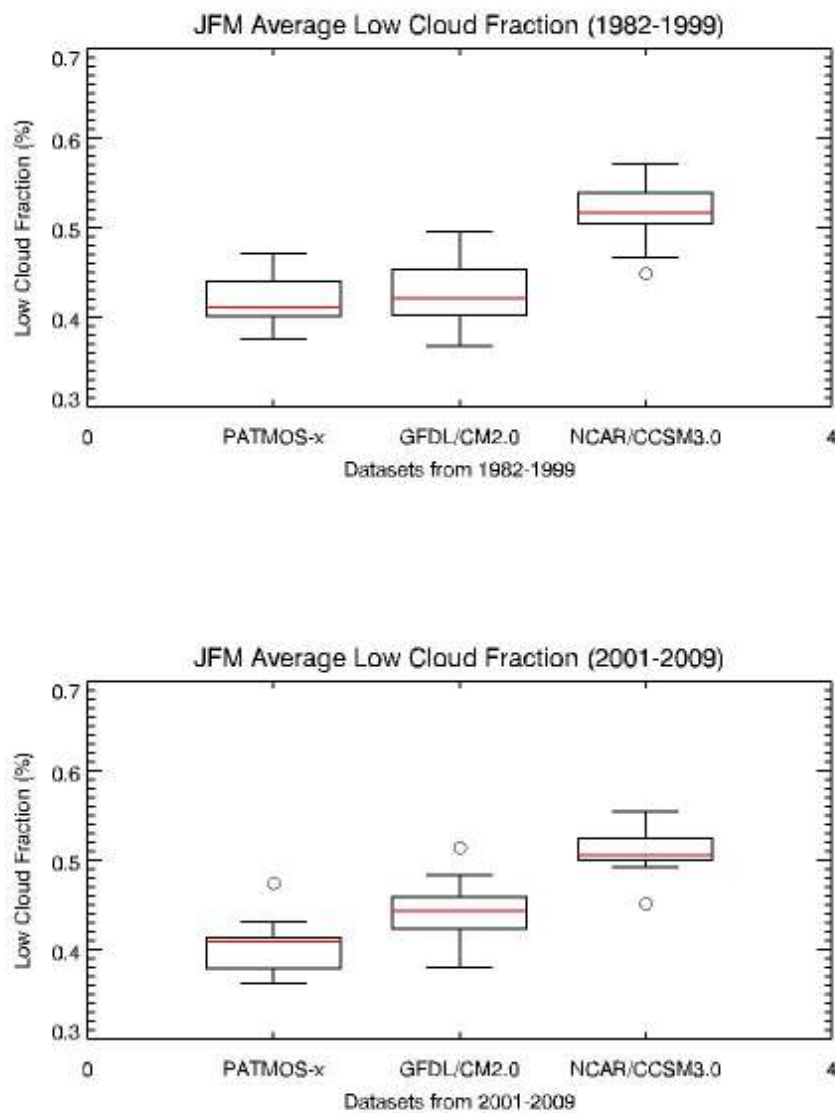 JFM Average Low Cloud Fraction (1982-1999)
0.7
0.6
0.5
0.4
0.3
Low Cloud Fraction (%)
0 PATMOS-x GFDL/CM2.0 NCAR/CCSM3.0 4
Datasets from 1982-1999
JFM Average Low Cloud Fraction (2001-2009)
0.7
0.6
0.5
0.4
0.3
Low Cloud Fraction (%)
0 PATMOS-x GFDL/CM2.0 NCAR/CCSM3.0 4
Datasets from 2001-2009